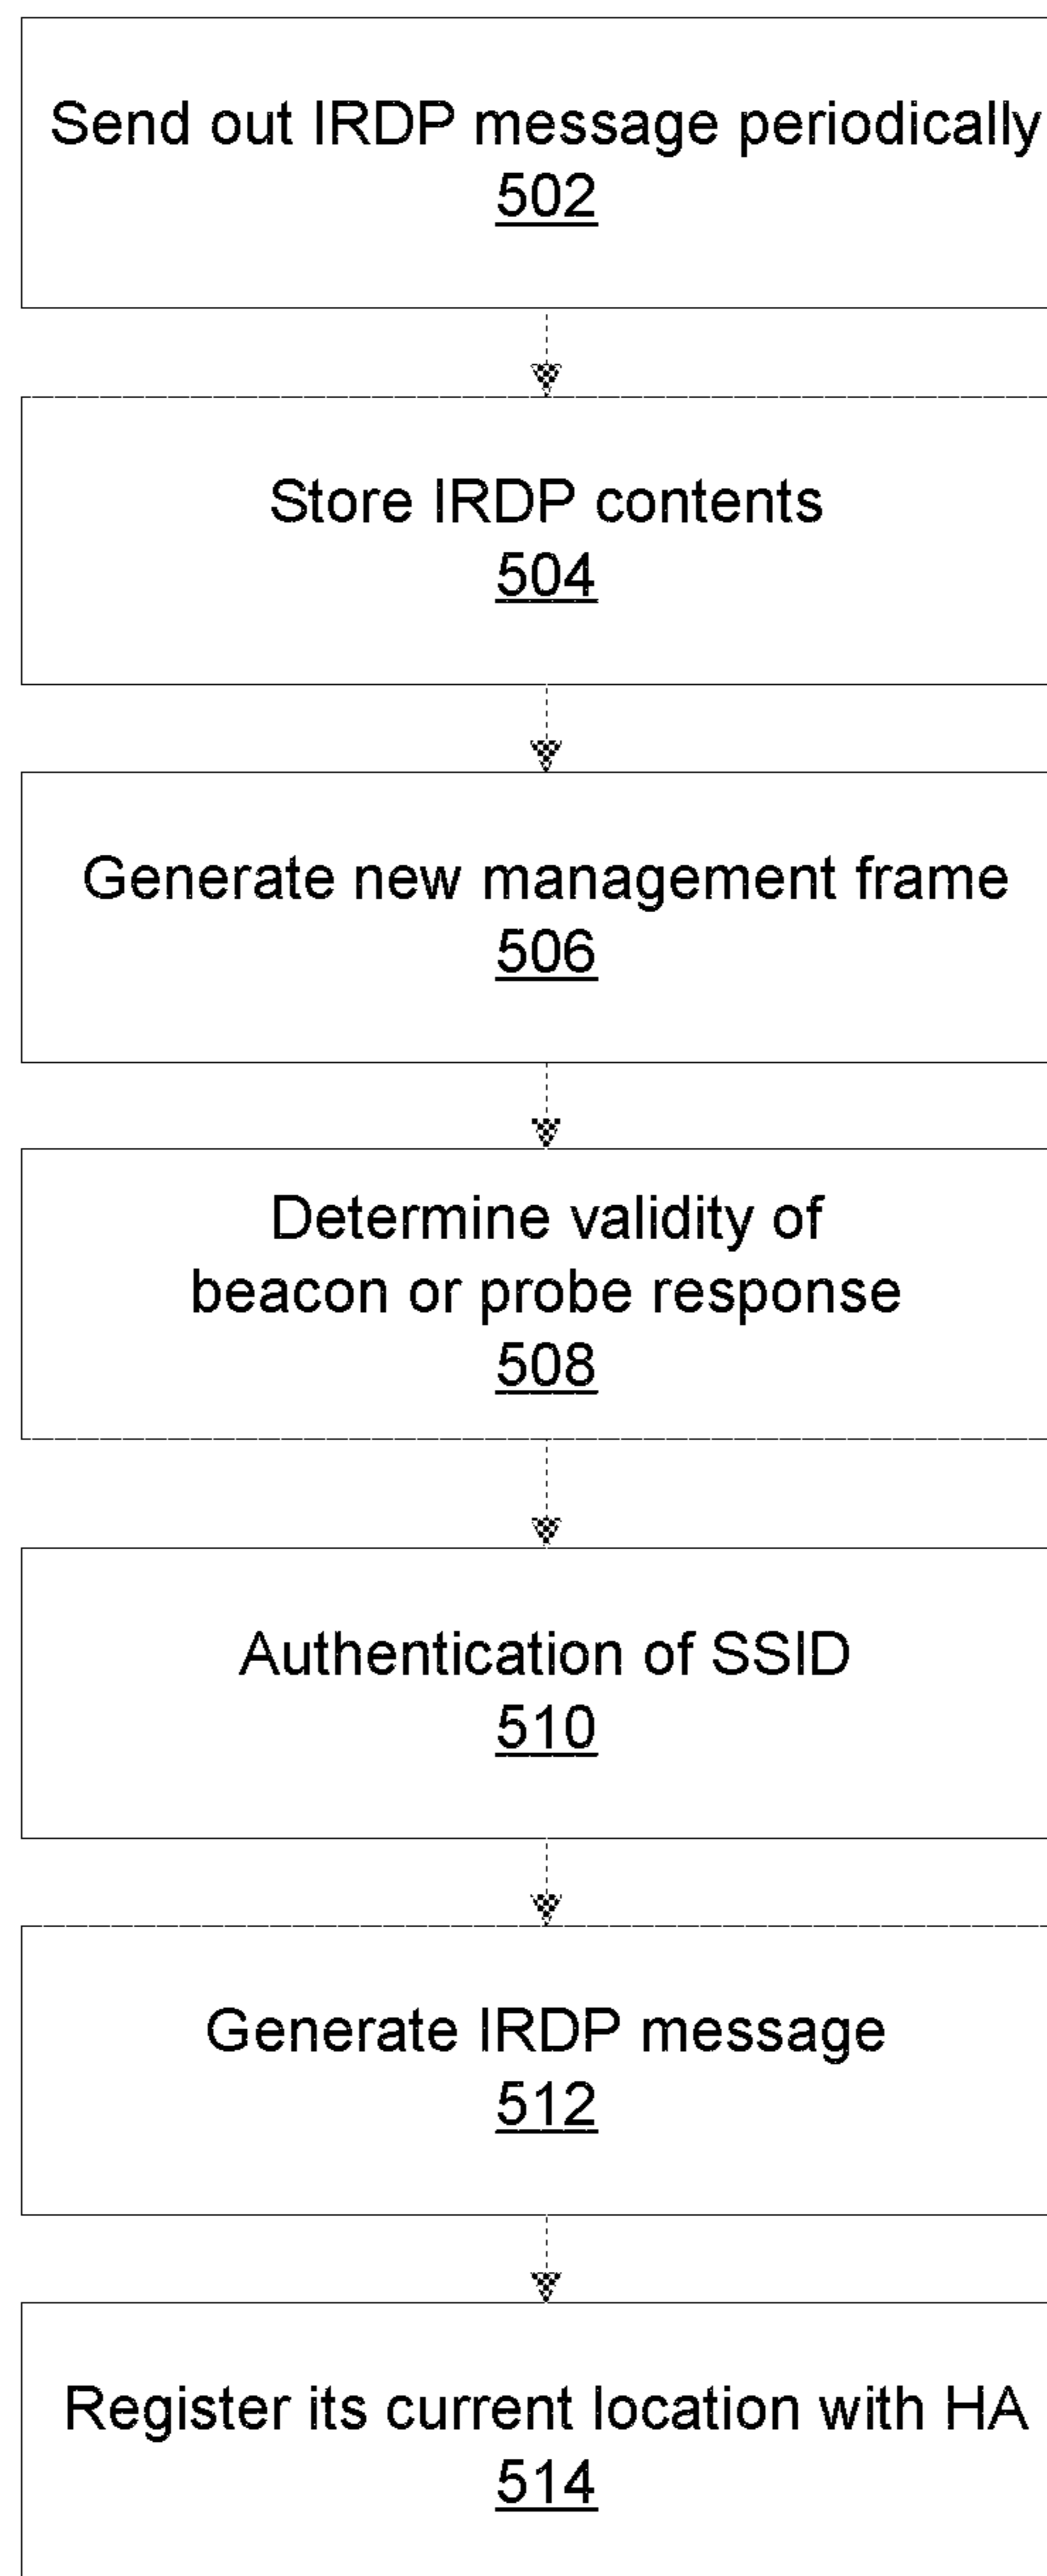 Send out IRDP message periodically
502
Store IRDP contents
504
Generate new management frame
506
Determine validity of
beacon or probe response
508
Authentication of SSID
510
Generate IRDP message
512
Register its current location with HA
514